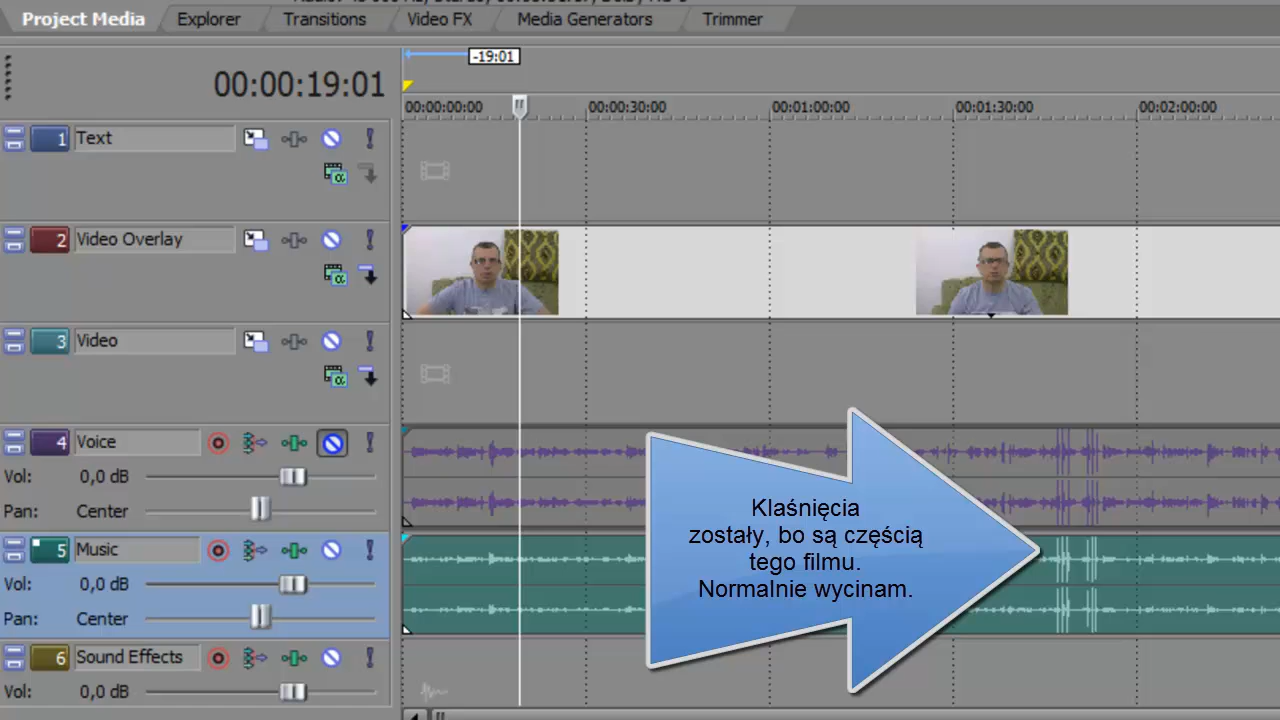 Project Media Explorer Transitions Video FX Media Generators Trimmer
-19:01
00:00:19:01
00:00:00:00 00:00:30:00 00:01:00:00 00:01:30:00 00:02:00:00
1 Text
2 Video Overlay
3 Video
4 Voice
Vol: 0,0 dB
Pan: Center
5 Music
Vol: 0,0 dB
Pan: Center
6 Sound Effects
Vol: 0,0 dB
Klaśnięcia
zostały, bo są częścią
tego filmu.
Normalnie wycinam.